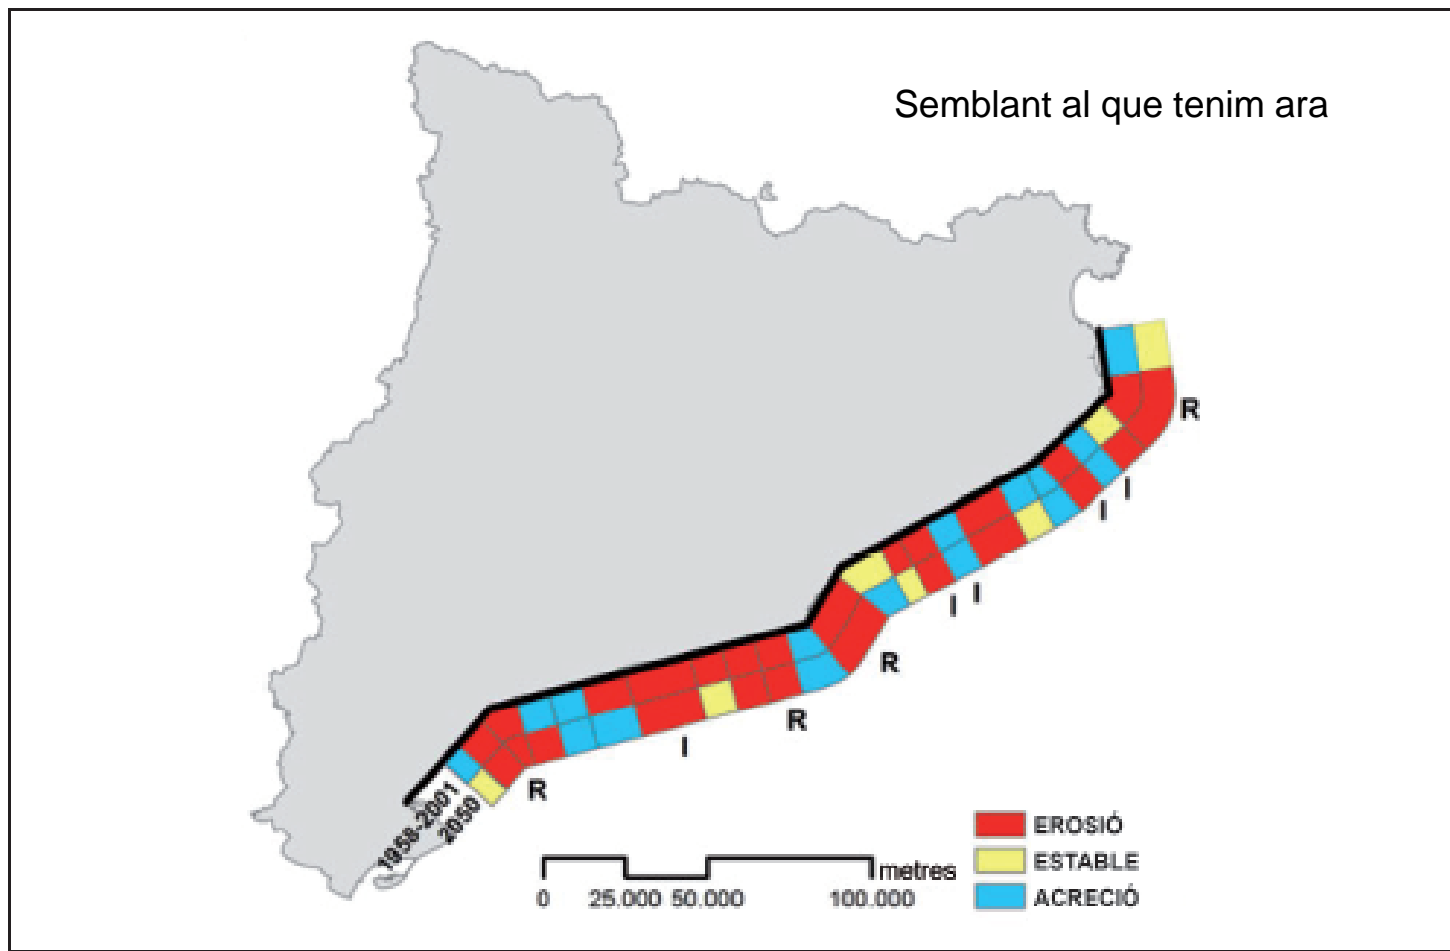 Semblant al que tenim ara
R
I
I
I
I
R
R
I
R
1958-2001
2050
EROSIÓ
ESTABLE
ACRECIÓ
metres
0 25.000 50.000 100.000